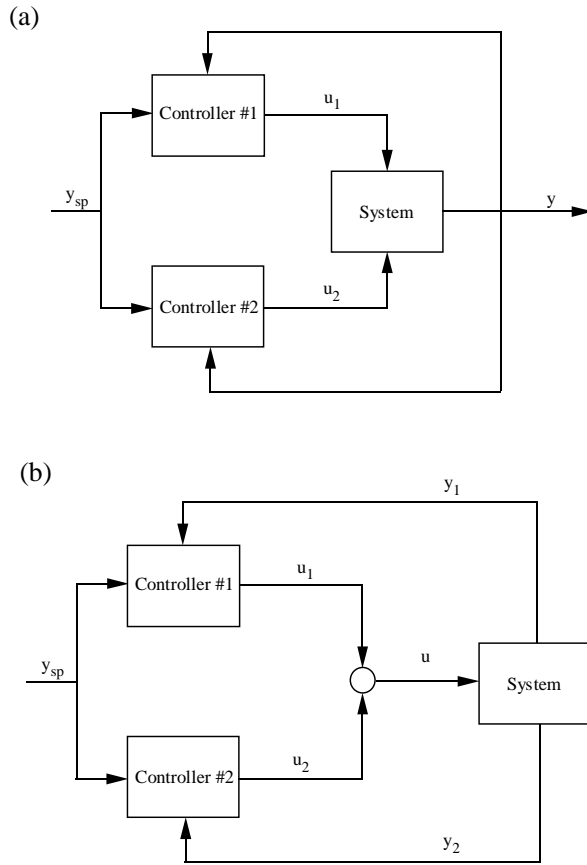 (a)
Controller #1
u1
ysp
System
y
Controller #2
u2
(b)
y1
Controller #1
u1
ysp
u
System
Controller #2
u2
y2